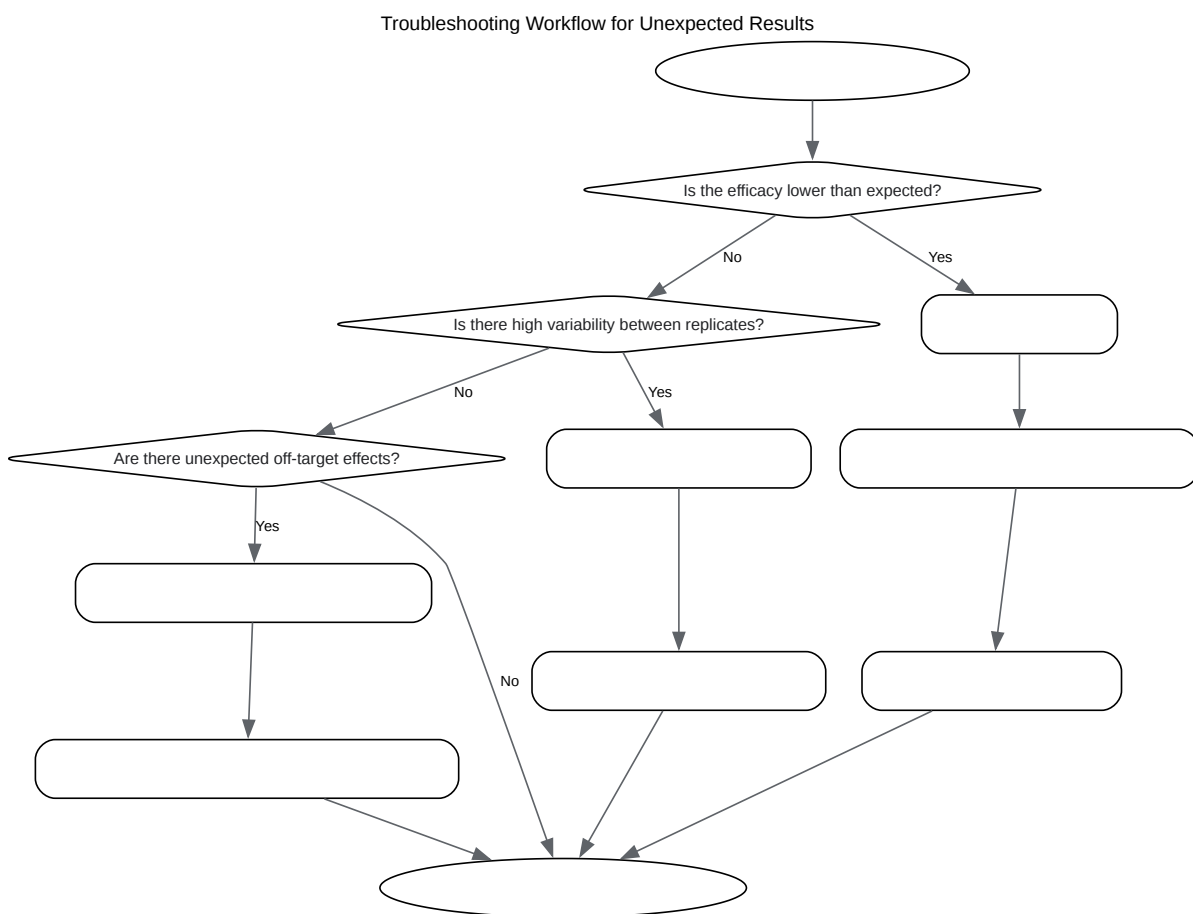 Troubleshooting Workflow for Unexpected Results
Is the efficacy lower than expected?
No
Yes
Is there high variability between replicates?
No
Yes
Are there unexpected off-target effects?
Yes
No